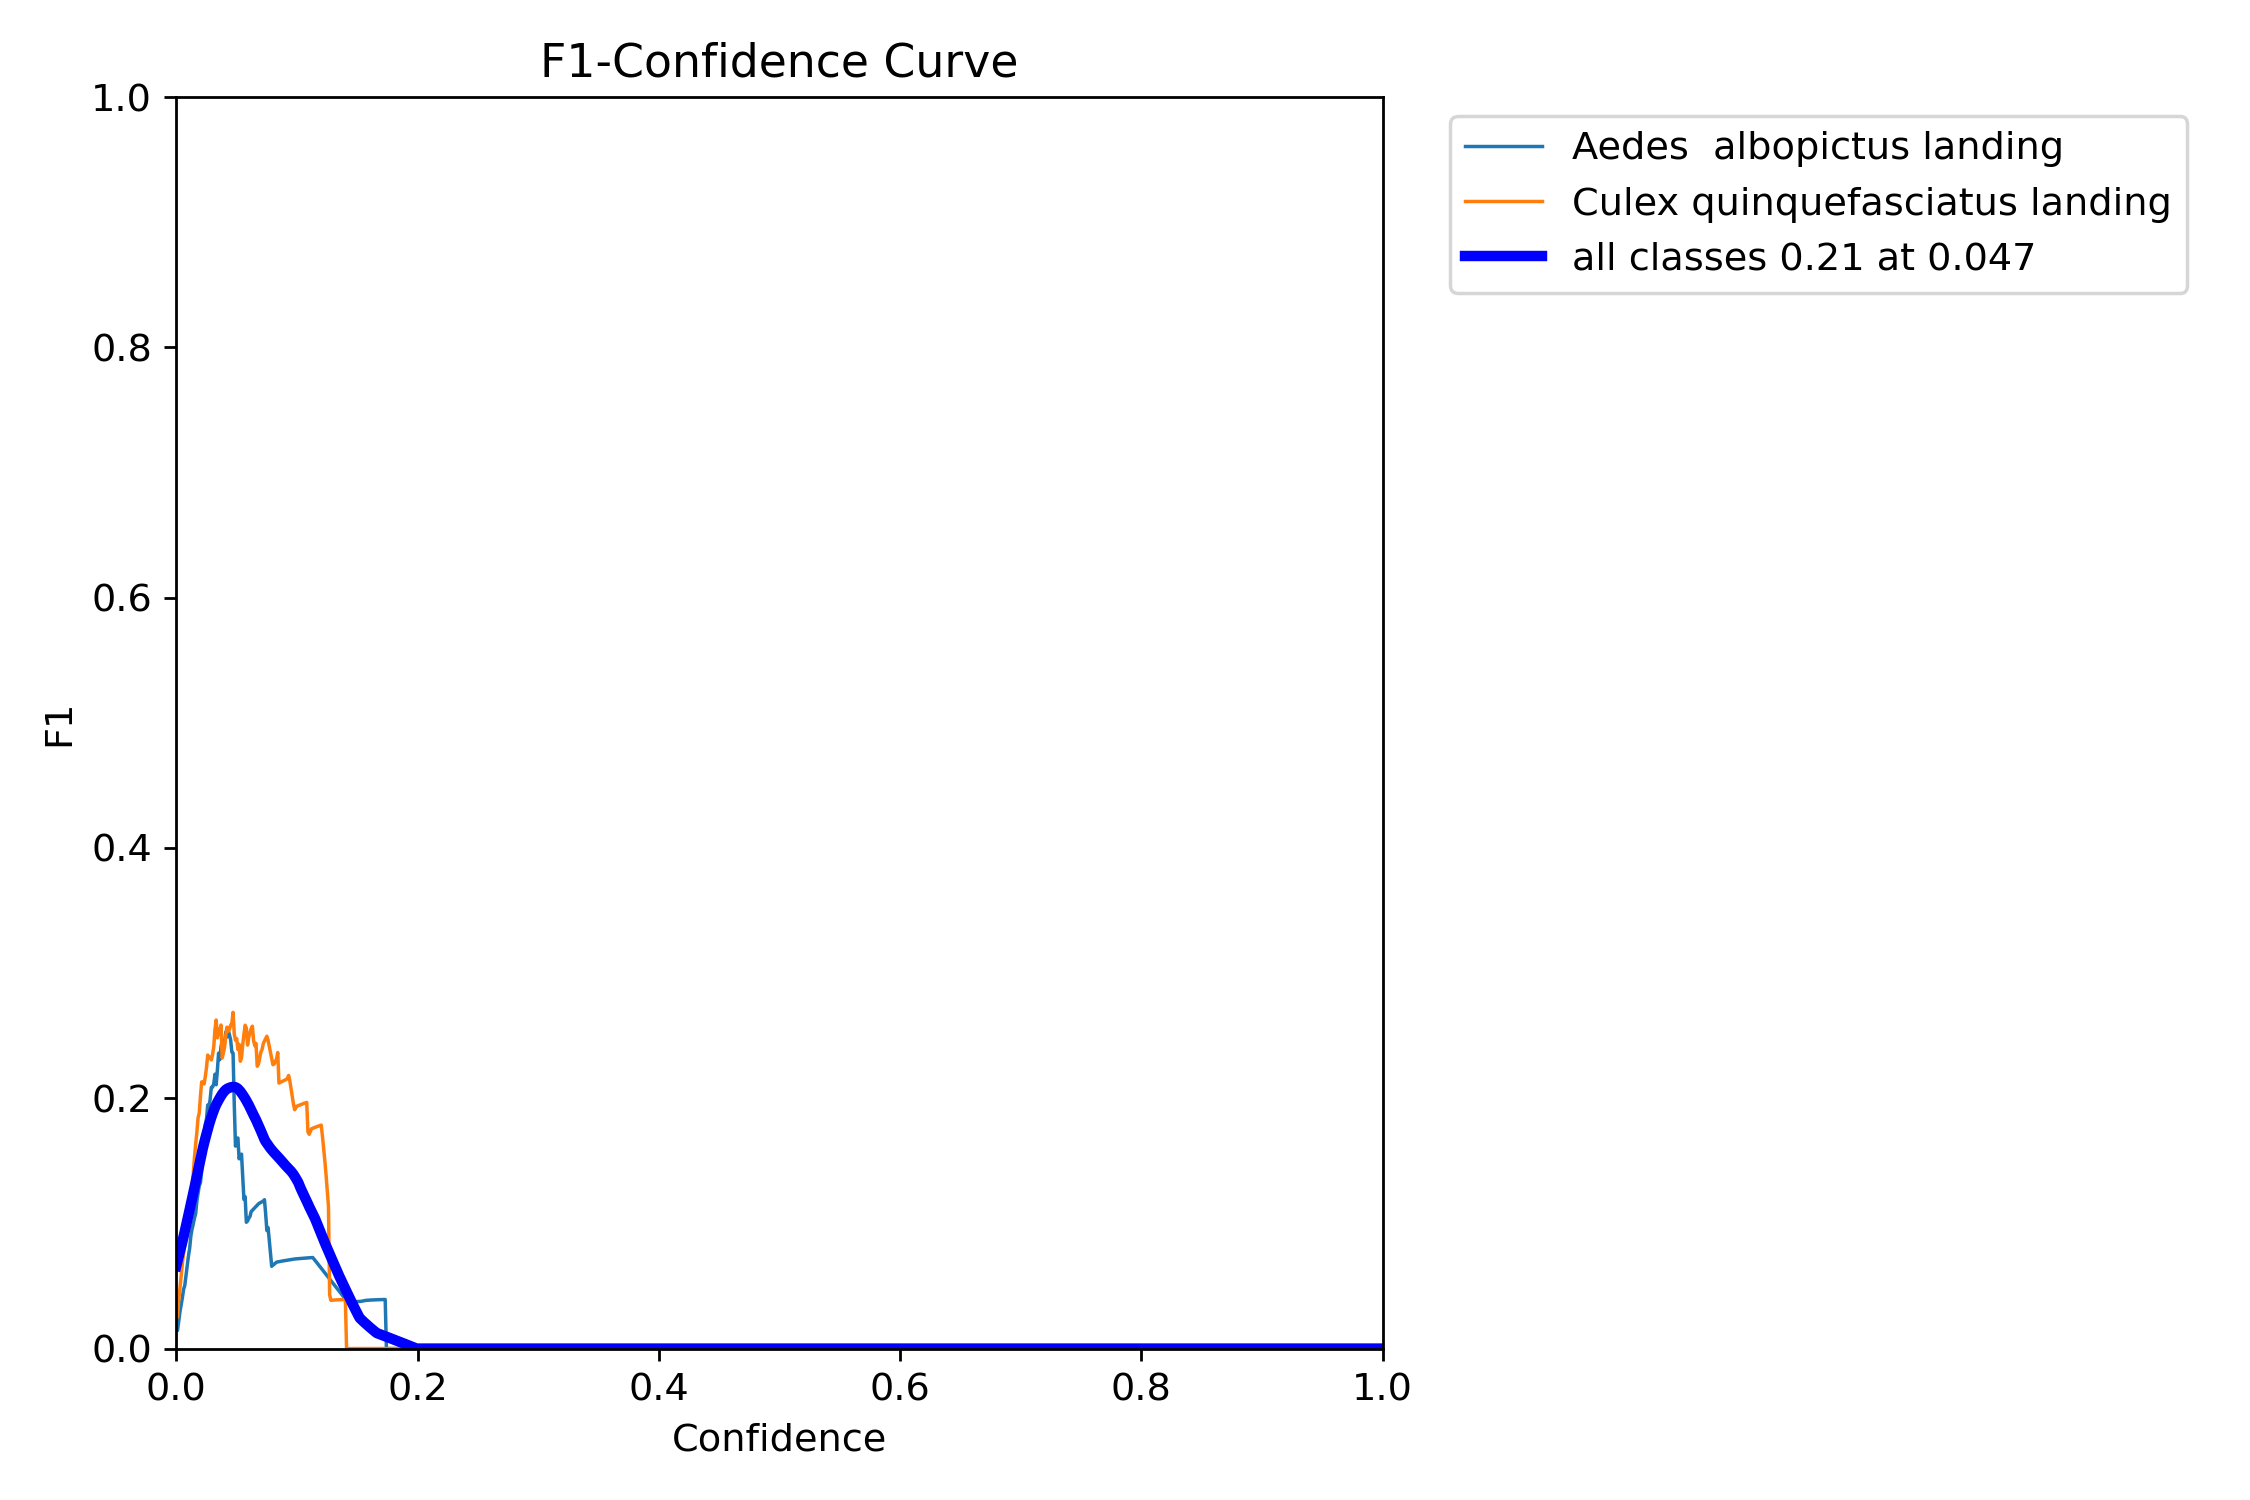 F1-Confidence Curve
1.0
0.8
0.6
0.4
0.2
0.0
F1
0.0 0.2 0.4 0.6 0.8 1.0
Confidence
Aedes  albopictus landing
Culex quinquefasciatus landing
all classes 0.21 at 0.047